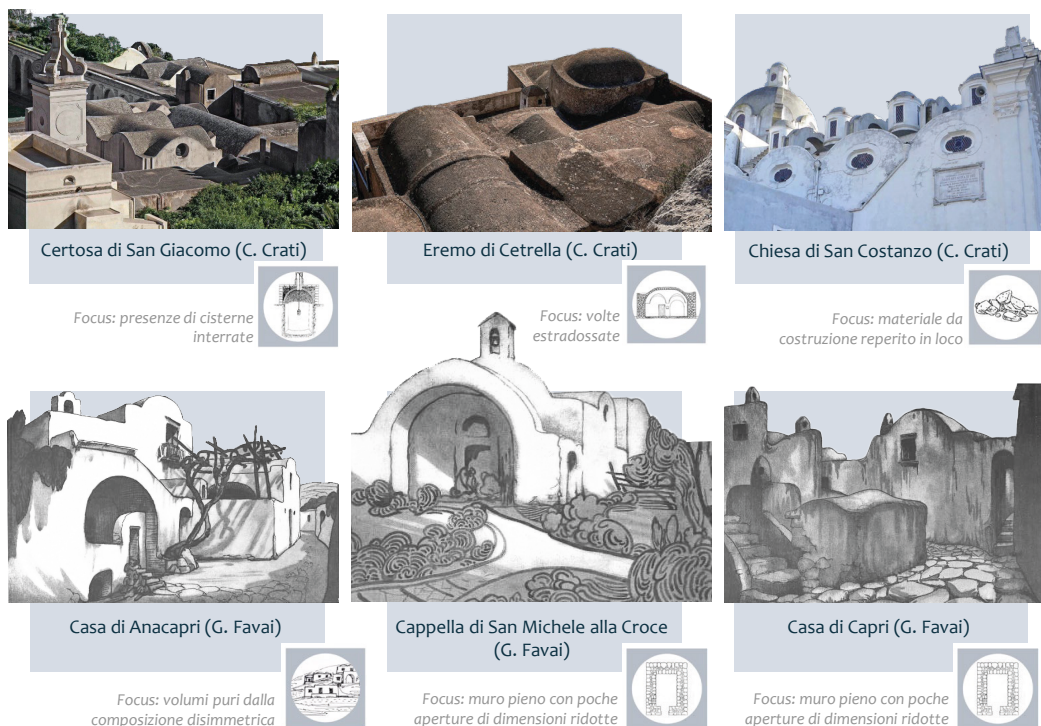 Certosa di San Giacomo (C. Crati)
Focus: presenze di cisterne
interrate
Eremo di Cetrella (C. Crati)
Focus: volte
estradossate
Chiesa di San Costanzo (C. Crati)
Focus: materiale da
costruzione reperito in loco
Casa di Anacapri (G. Favai)
Focus: volumi puri dalla
composizione disimmetrica
Cappella di San Michele alla Croce
(G. Favai)
Focus: muro pieno con poche
aperture di dimensioni ridotte
Casa di Capri (G. Favai)
Focus: muro pieno con poche
aperture di dimensioni ridotte